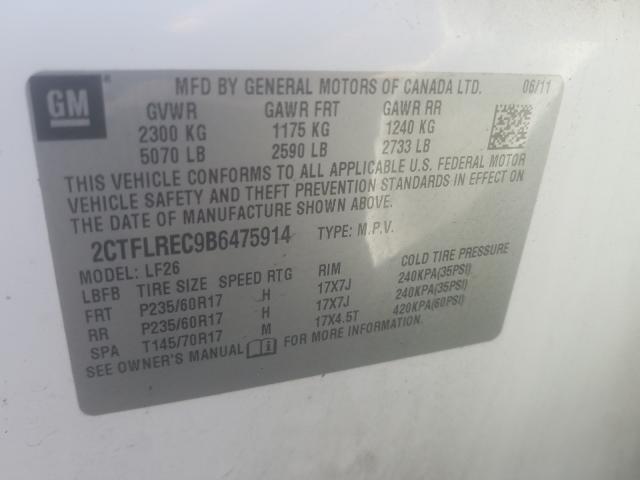 GM
®
MFD BY GENERAL MOTORS OF CANADA LTD. 06/11
GVWR GAWR FRT GAWR RR
2300 KG 1175 KG 1240 KG
5070 LB 2590 LB 2733 LB
THIS VEHICLE CONFORMS TO ALL APPLICABLE U.S. FEDERAL MOTOR
VEHICLE SAFETY AND THEFT PREVENTION STANDARDS IN EFFECT ON
THE DATE OF MANUFACTURE SHOWN ABOVE.
2CTFLREC9B6475914 TYPE: M.P.V.
MODEL: LF26
LBFB TIRE SIZE SPEED RTG RIM COLD TIRE PRESSURE
FRT P235/60R17 H 17X7J 240KPA(35PSI)
RR P235/60R17 H 17X7J 240KPA(35PSI)
SPA T145/70R17 M 17X4.5T 420KPA(60PSI)
SEE OWNER'S MANUAL FOR MORE INFORMATION.